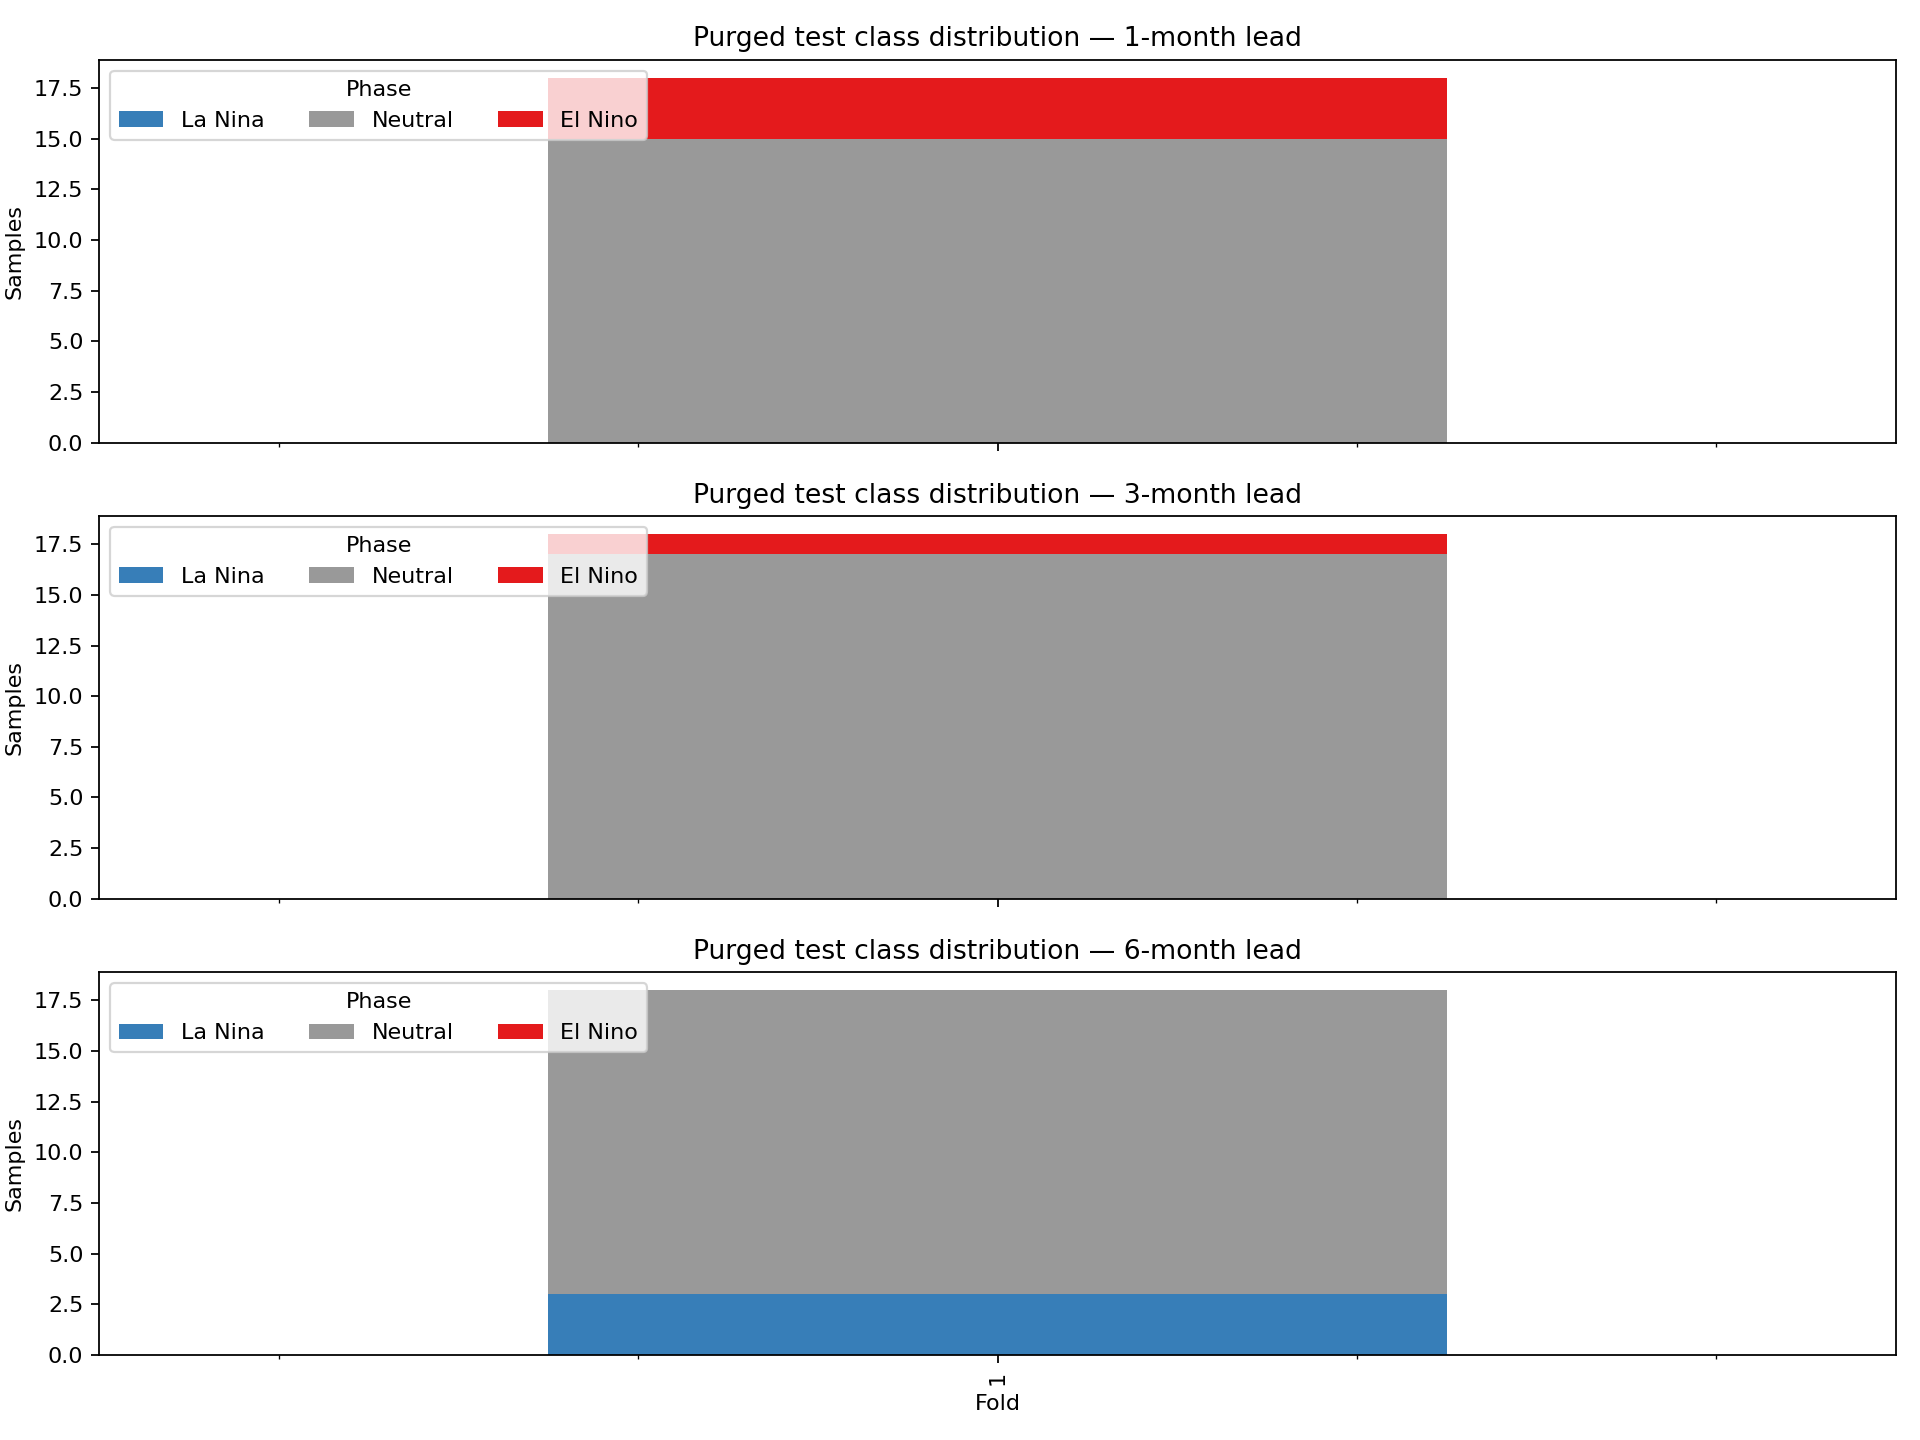 Purged test class distribution — 1-month lead
Phase
La Nina Neutral El Nino
17.5
15.0
12.5
10.0
7.5
5.0
2.5
0.0
Samples
Purged test class distribution — 3-month lead
Phase
La Nina Neutral El Nino
17.5
15.0
12.5
10.0
7.5
5.0
2.5
0.0
Samples
Purged test class distribution — 6-month lead
Phase
La Nina Neutral El Nino
17.5
15.0
12.5
10.0
7.5
5.0
2.5
0.0
Samples
1
Fold